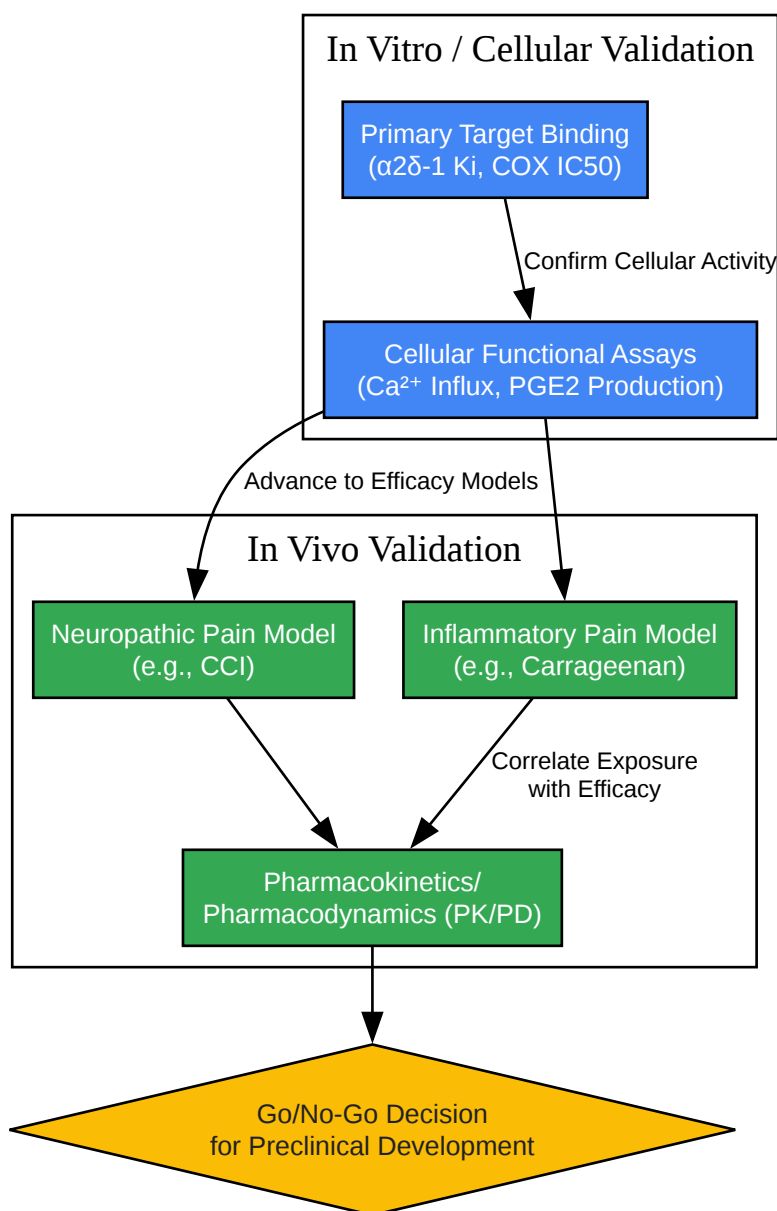 In Vitro / Cellular Validation
Primary Target Binding
(α2δ-1 Ki, COX IC50)
Confirm Cellular Activity
Cellular Functional Assays
(Ca²⁺ Influx, PGE2 Production)
Advance to Efficacy Models
In Vivo Validation
Neuropathic Pain Model
(e.g., CCI)
Inflammatory Pain Model
(e.g., Carrageenan)
Correlate Exposure
with Efficacy
Pharmacokinetics/
Pharmacodynamics (PK/PD)
Go/No-Go Decision
for Preclinical Development